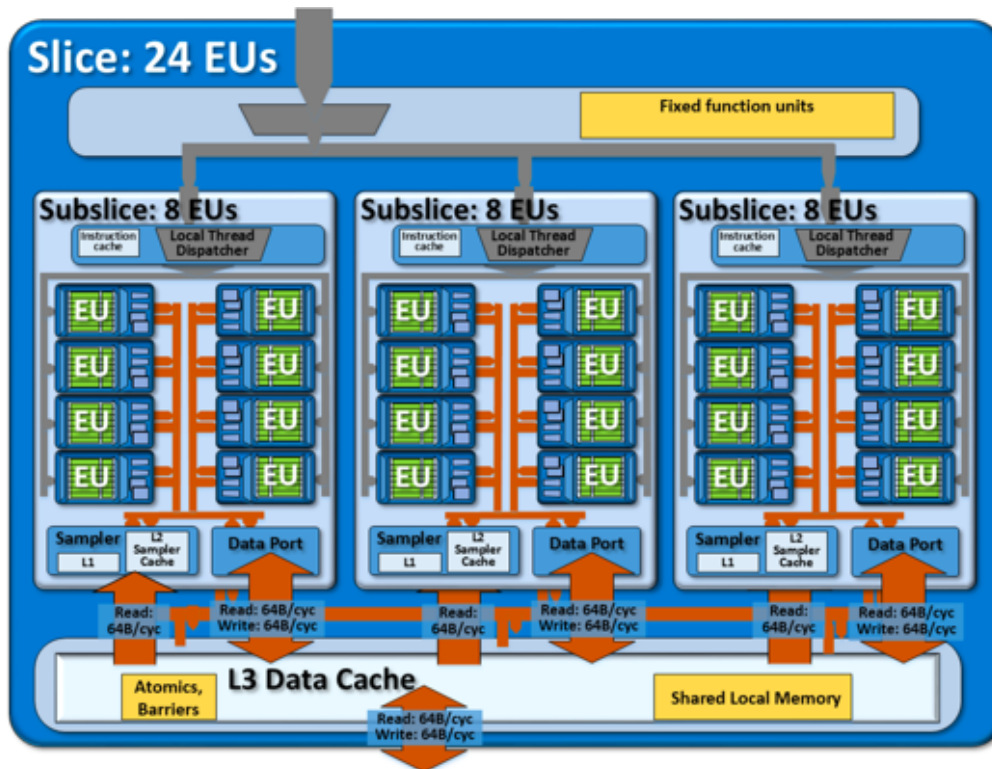 Slice: 24 EUs
Fixed function units
Subslice: 8 EUs
Instruction
cache
Local Thread
Dispatcher
EU
EU
EU
EU
EU
EU
EU
EU
Sampler
L1
L2
Sampler
Cache
Data Port
Subslice: 8 EUs
Instruction
cache
Local Thread
Dispatcher
EU
EU
EU
EU
EU
EU
EU
EU
Sampler
L1
L2
Sampler
Cache
Data Port
Subslice: 8 EUs
Instruction
cache
Local Thread
Dispatcher
EU
EU
EU
EU
EU
EU
EU
EU
Sampler
L1
L2
Sampler
Cache
Data Port
Read:
64B/cyc
Read: 64B/cyc
Write: 64B/cyc
Read:
64B/cyc
Read: 64B/cyc
Write: 64B/cyc
Read:
64B/cyc
Read: 64B/cyc
Write: 64B/cyc
L3 Data Cache
Atomics,
Barriers
Shared Local Memory
Read: 64B/cyc
Write: 64B/cyc